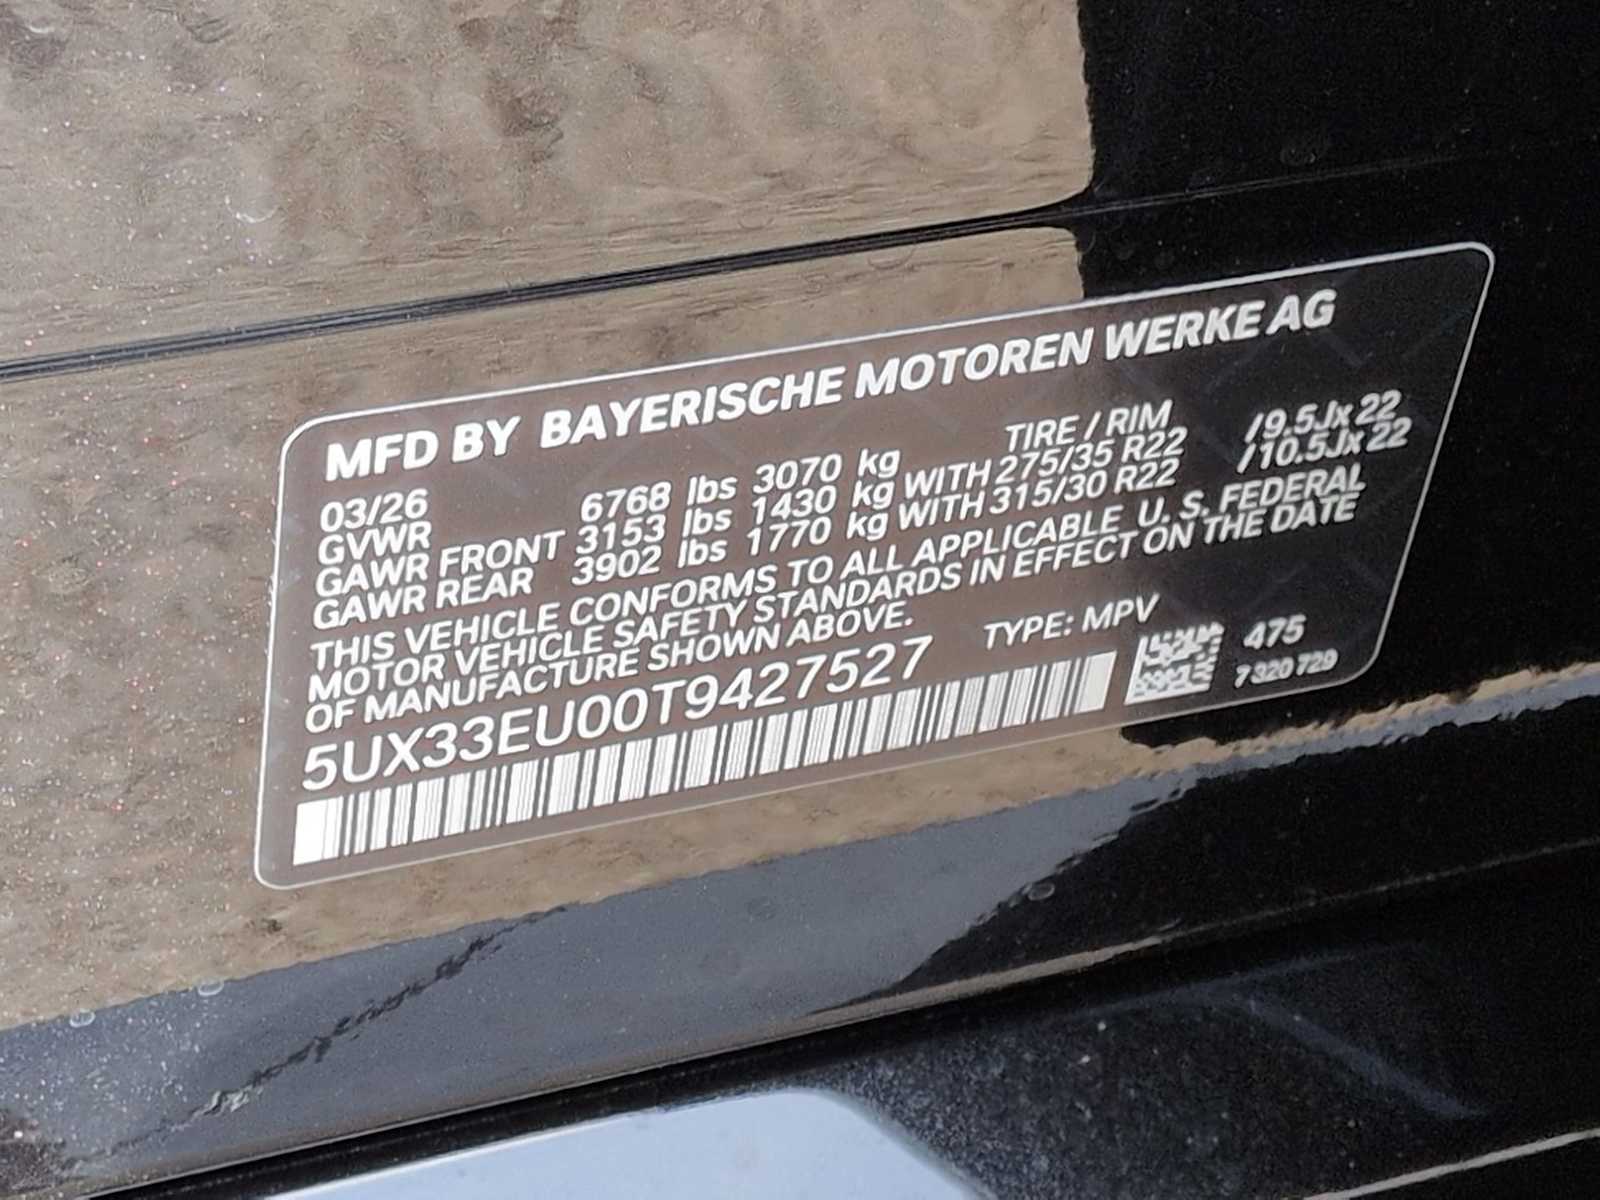 MFD BY BAYERISCHE MOTOREN WERKE AG
03/26 TIRE / RIM
GVWR 6768 lbs 3070 kg
GAWR FRONT 3153 lbs 1430 kg WITH 275/35 R22 /9.5Jx22
GAWR REAR 3902 lbs 1770 kg WITH 315/30 R22 /10.5Jx22
THIS VEHICLE CONFORMS TO ALL APPLICABLE U. S. FEDERAL
MOTOR VEHICLE SAFETY STANDARDS IN EFFECT ON THE DATE
OF MANUFACTURE SHOWN ABOVE.
5UX33EU00T9427527 TYPE: MPV
475
7 320 729